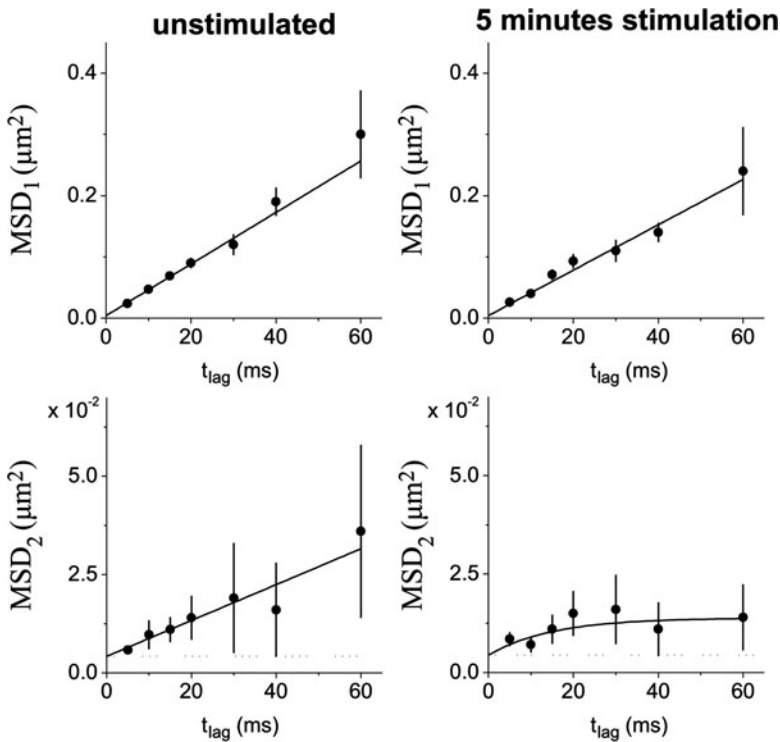 unstimulated
5 minutes stimulation
MSD1 (μm²)
0.4
0.2
0.0
0 20 40 60
tlag (ms)
MSD1 (μm²)
0.4
0.2
0.0
0 20 40 60
tlag (ms)
x 10⁻²
MSD2 (μm²)
5.0
2.5
0.0
0 20 40 60
tlag (ms)
x 10⁻²
MSD2 (μm²)
5.0
2.5
0.0
0 20 40 60
tlag (ms)